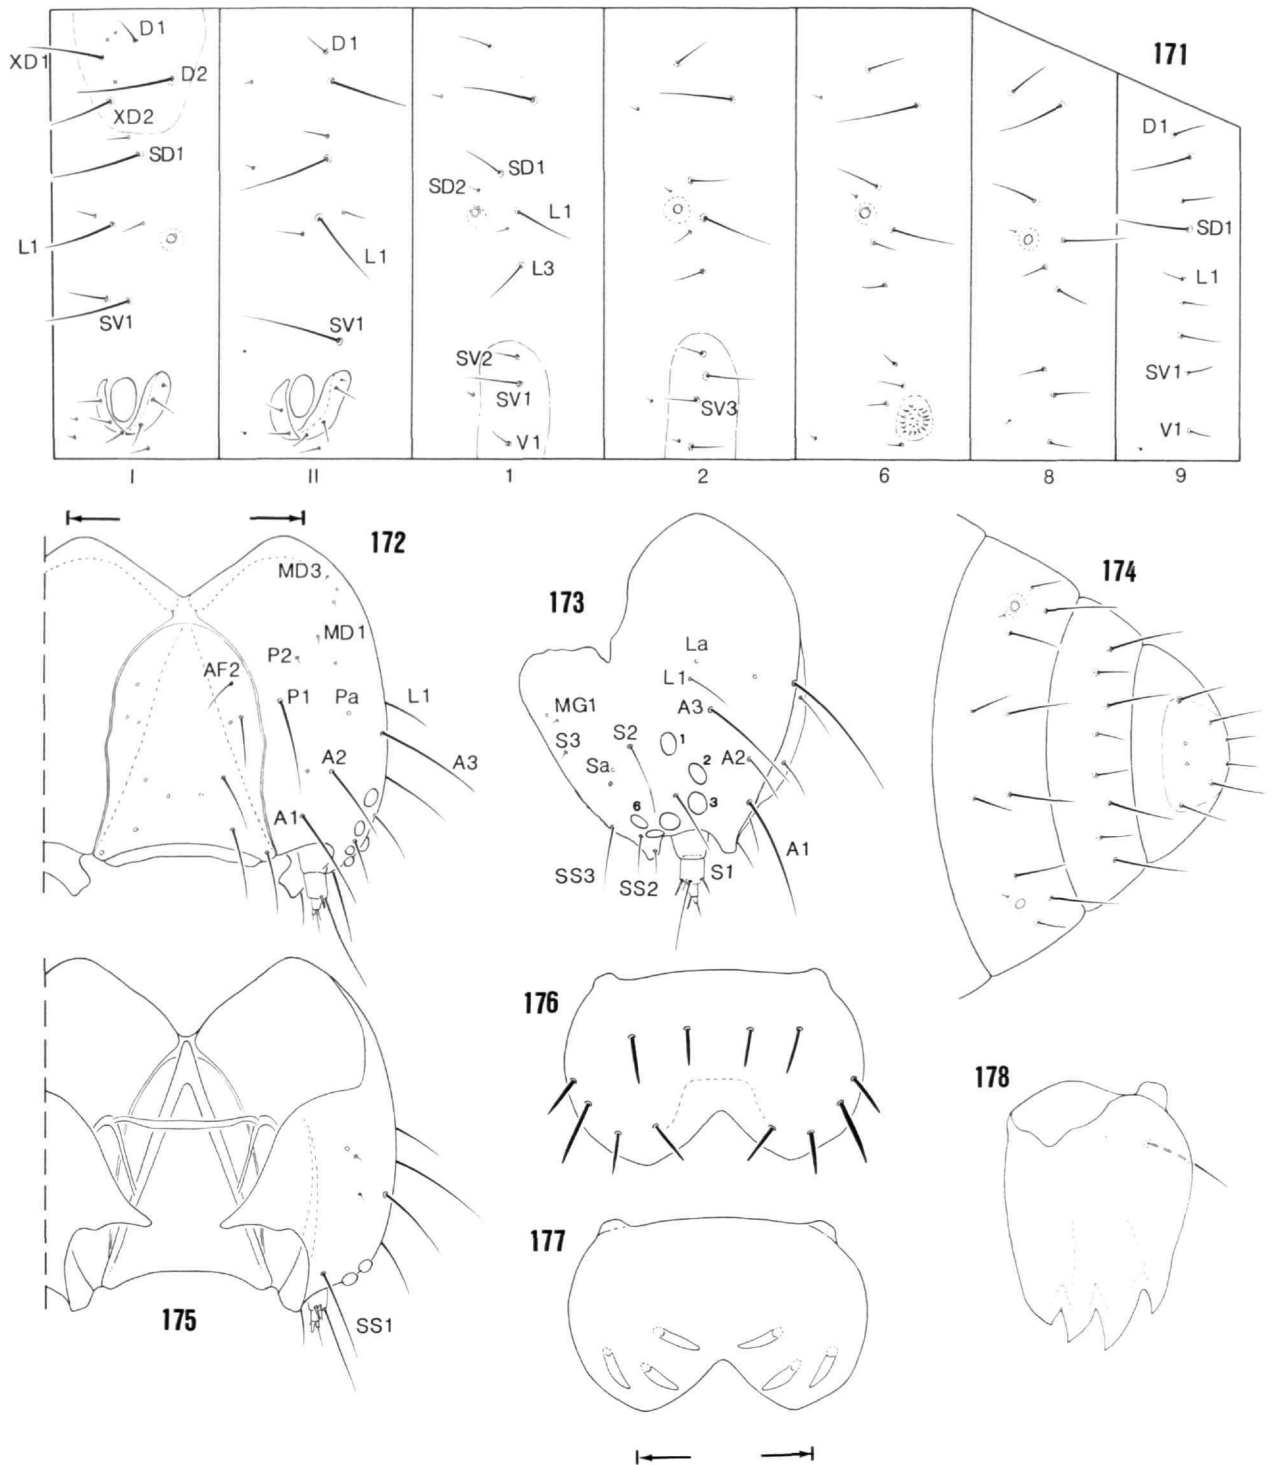 171
D1
XD1
D2
XD2
SD1
L1
SV1
D1
L1
SV1
SD1
SD2
L1
L3
SV2
SV1
V1
SV3
D1
SD1
L1
SV1
V1
I II 1 2 6 8 9
172
MD3
MD1
P2
AF2
P1
Pa
L1
A2
A3
A1
173
La
L1
MG1
A3
S3
S2
1
Sa
A2
2
3
6
A1
S1
SS3
SS2
174
175
SS1
176
177
178